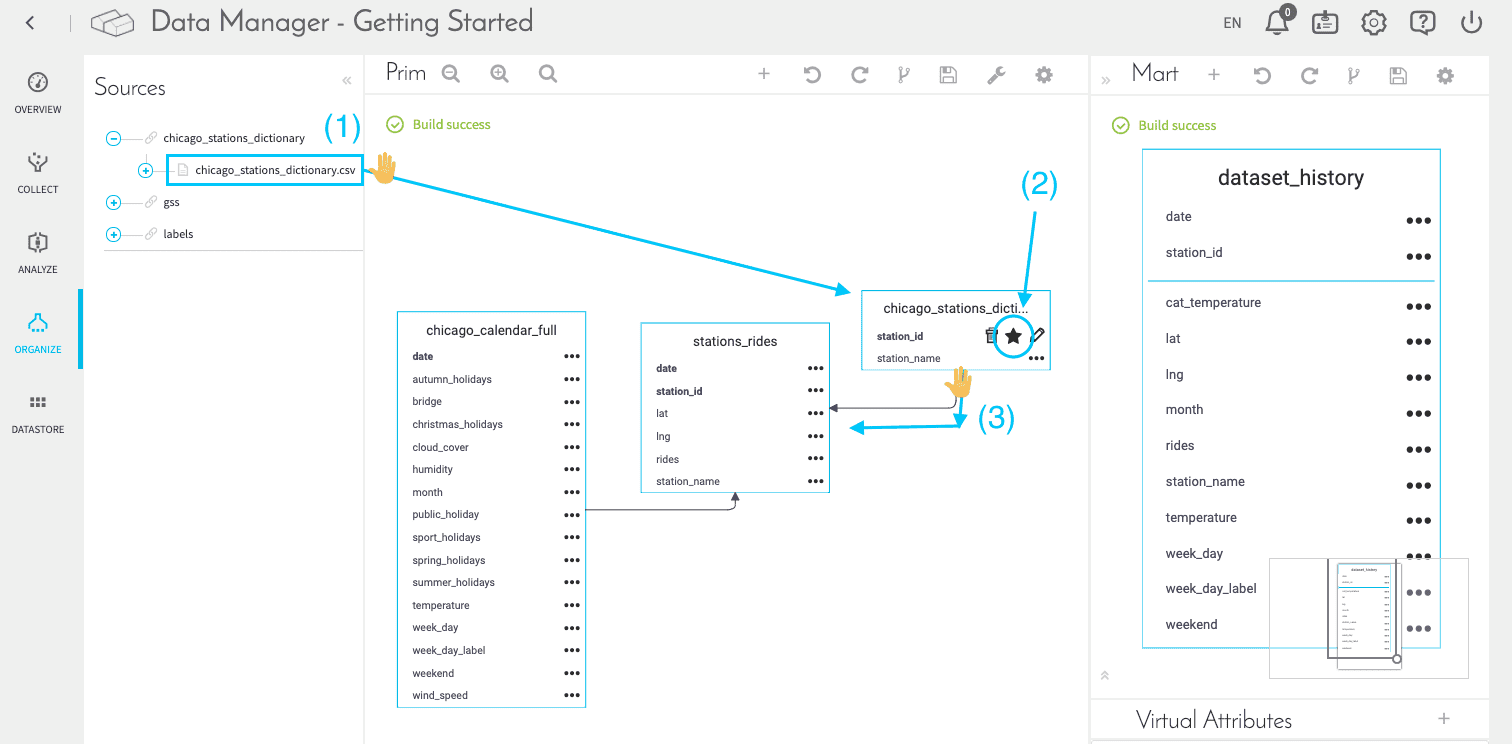 Data Manager - Getting Started
EN
0
OVERVIEW
COLLECT
ANALYZE
ORGANIZE
DATASTORE
Sources
chicago_stations_dictionary
(1)
chicago_stations_dictionary.csv
gss
labels
Prim
Build success
(2)
chicago_calendar_full
date
autumn_holidays
bridge
christmas_holidays
cloud_cover
humidity
month
public_holiday
sport_holidays
spring_holidays
summer_holidays
temperature
week_day
week_day_label
weekend
wind_speed
stations_rides
date
station_id
lat
lng
rides
station_name
chicago_stations_dicti...
station_id
station_name
(3)
Mart
Build success
dataset_history
date
station_id
cat_temperature
lat
lng
month
rides
station_name
temperature
week_day
week_day_label
weekend
dataset_history
Virtual Attributes